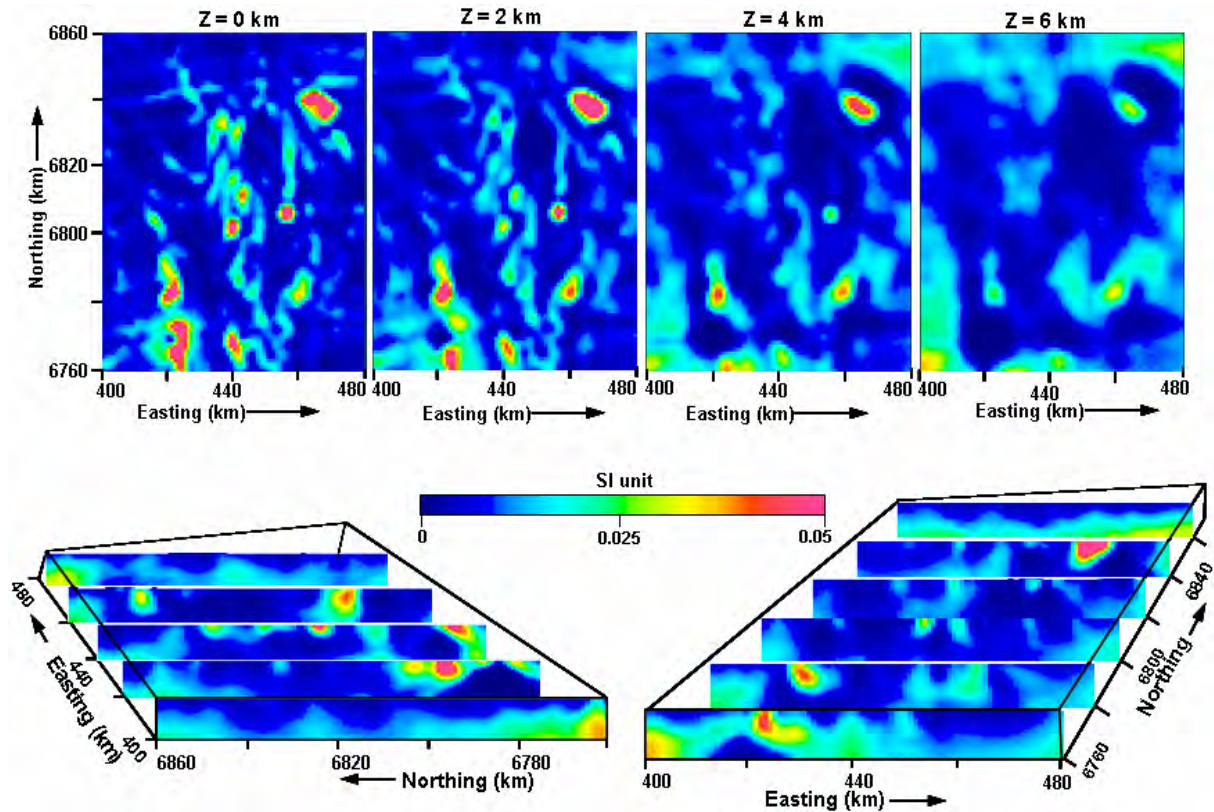 Z = 0 km
Z = 2 km
Z = 4 km
Z = 6 km
6860
6820
6800
6760
Northing (km)
400
440
480
400
440
480
400
440
480
400
440
480
Easting (km)
Easting (km)
Easting (km)
Easting (km)
SI unit
0
0.025
0.05
480
440
400
Easting (km)
6860
6820
6780
Northing (km)
400
440
480
Easting (km)
6760
6800
6840
Northing (km)